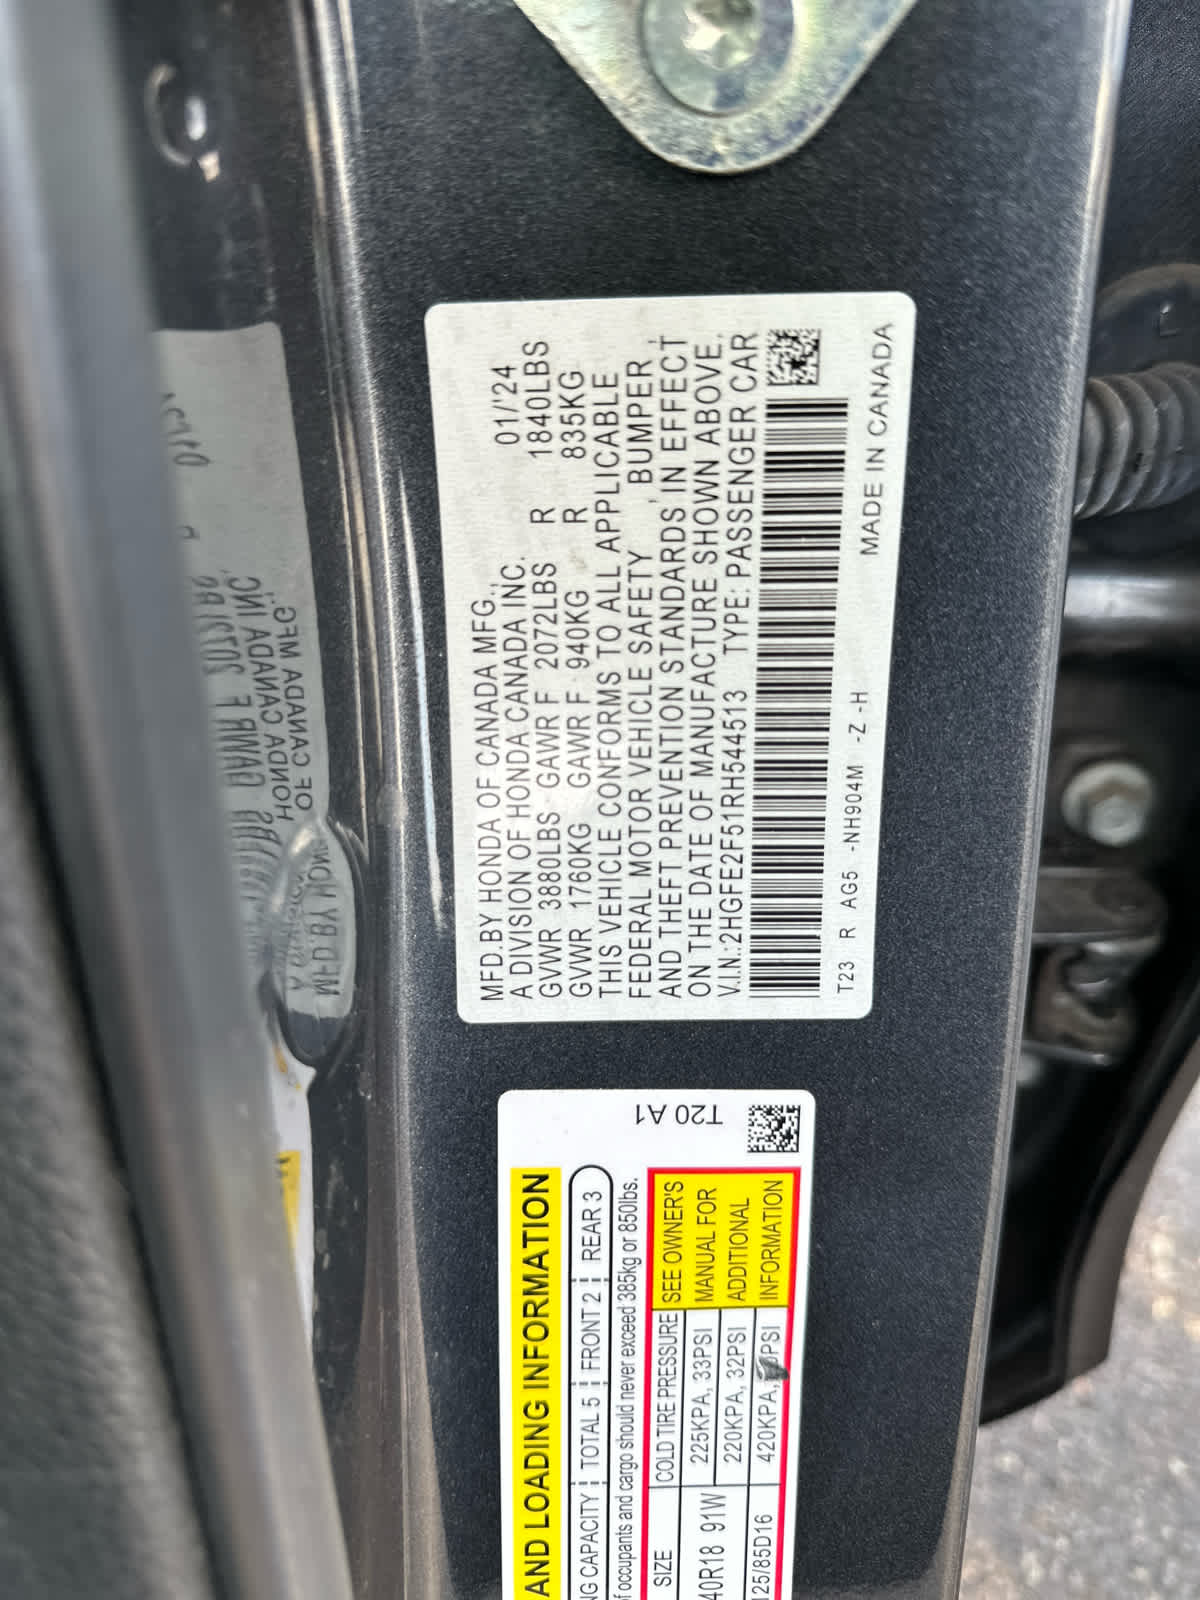 MFD.BY HONDA OF CANADA MFG.,
A DIVISION OF HONDA CANADA INC. 01/'24
GVWR 3880LBS GAWR F 2072LBS R 1840LBS
GVWR 1760KG GAWR F 940KG R 835KG
THIS VEHICLE CONFORMS TO ALL APPLICABLE
FEDERAL MOTOR VEHICLE SAFETY , BUMPER ,
AND THEFT PREVENTION STANDARDS IN EFFECT
ON THE DATE OF MANUFACTURE SHOWN ABOVE.
V.I.N.:2HGFE2F51RH544513 TYPE: PASSENGER CAR
T23 R AG5 -NH904M -Z -H
MADE IN CANADA
T20 A1
AND LOADING INFORMATION
NG CAPACITY TOTAL 5 FRONT 2 REAR 3
of occupants and cargo should never exceed 385kg or 850lbs.
SIZE COLD TIRE PRESSURE SEE OWNER'S
40R18 91W 225KPA, 33PSI MANUAL FOR
220KPA, 32PSI ADDITIONAL
125/85D16 420KPA, PSI INFORMATION